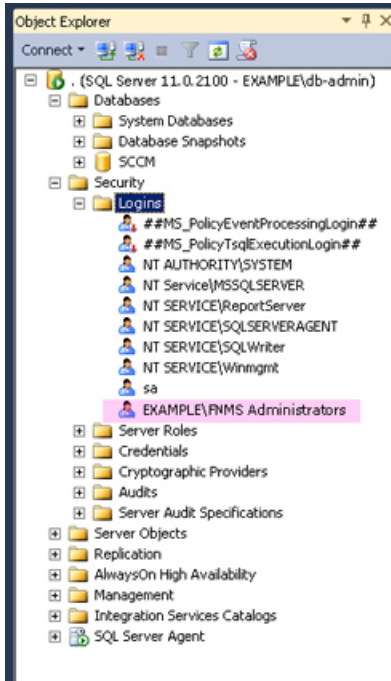 Object Explorer
Connect
. (SQL Server 11.0.2100 - EXAMPLE\db-admin)
Databases
System Databases
Database Snapshots
SCCM
Security
Logins
##MS_PolicyEventProcessingLogin##
##MS_PolicyTsqlExecutionLogin##
NT AUTHORITY\SYSTEM
NT Service\MSSQLSERVER
NT SERVICE\ReportServer
NT SERVICE\SQLSERVERAGENT
NT SERVICE\SQLWriter
NT SERVICE\Winmgmt
sa
EXAMPLE\FNMS Administrators
Server Roles
Credentials
Cryptographic Providers
Audits
Server Audit Specifications
Server Objects
Replication
AlwaysOn High Availability
Management
Integration Services Catalogs
SQL Server Agent